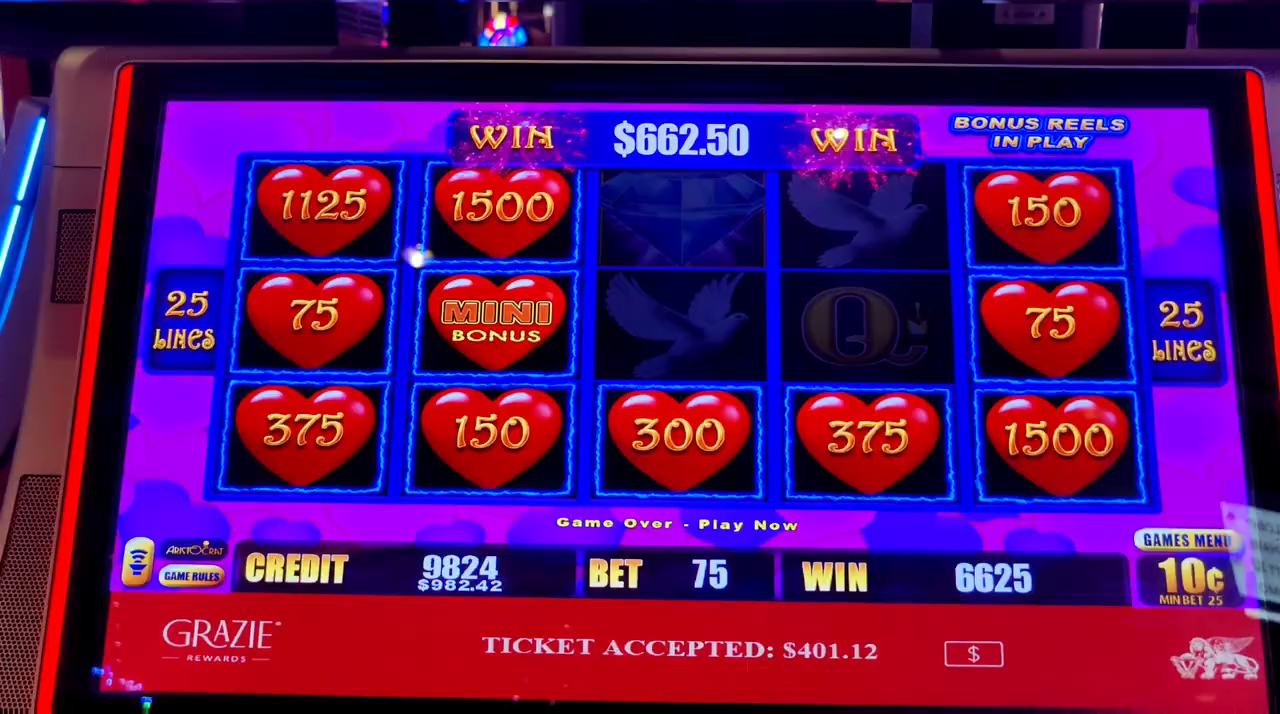 WIN $662.50 WIN
BONUS REELS
IN PLAY
1125 1500 150
25
LINES
75 MINI
BONUS
Q
75
25
LINES
375 150 300 375 1500
Game Over - Play Now
ARISTOCRAT
GAME RULES
CREDIT 9824
$982.42
BET 75
WIN 6625
GAMES MENU
10¢
MIN BET 25
GRAZIE
REWARDS
TICKET ACCEPTED: $401.12
$